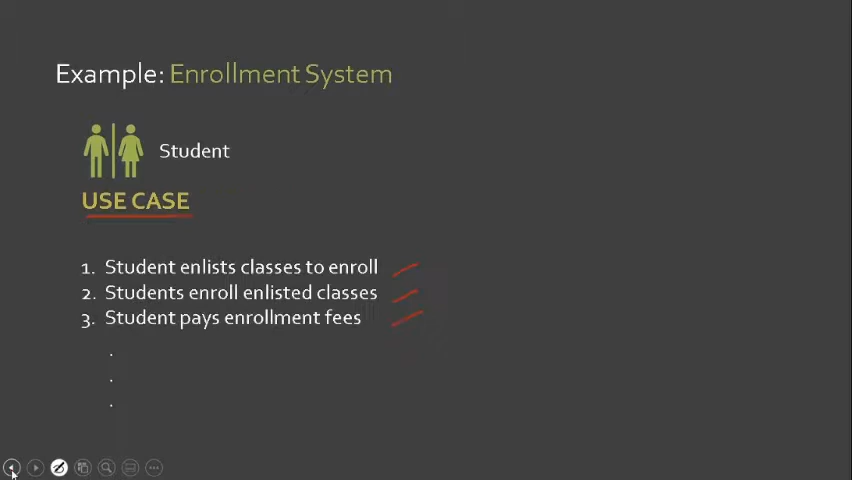 Example: Enrollment System
Student
USE CASE
1. Student enlists classes to enroll
2. Students enroll enlisted classes
3. Student pays enrollment fees
.
.
.